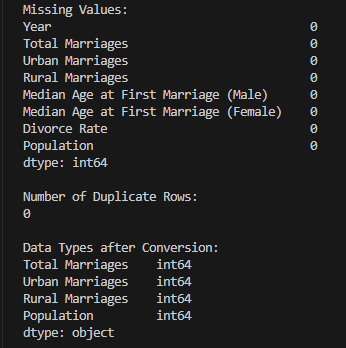 Missing Values:
Year 0
Total Marriages 0
Urban Marriages 0
Rural Marriages 0
Median Age at First Marriage (Male) 0
Median Age at First Marriage (Female) 0
Divorce Rate 0
Population 0
dtype: int64
Number of Duplicate Rows:
0
Data Types after Conversion:
Total Marriages int64
Urban Marriages int64
Rural Marriages int64
Population int64
dtype: object